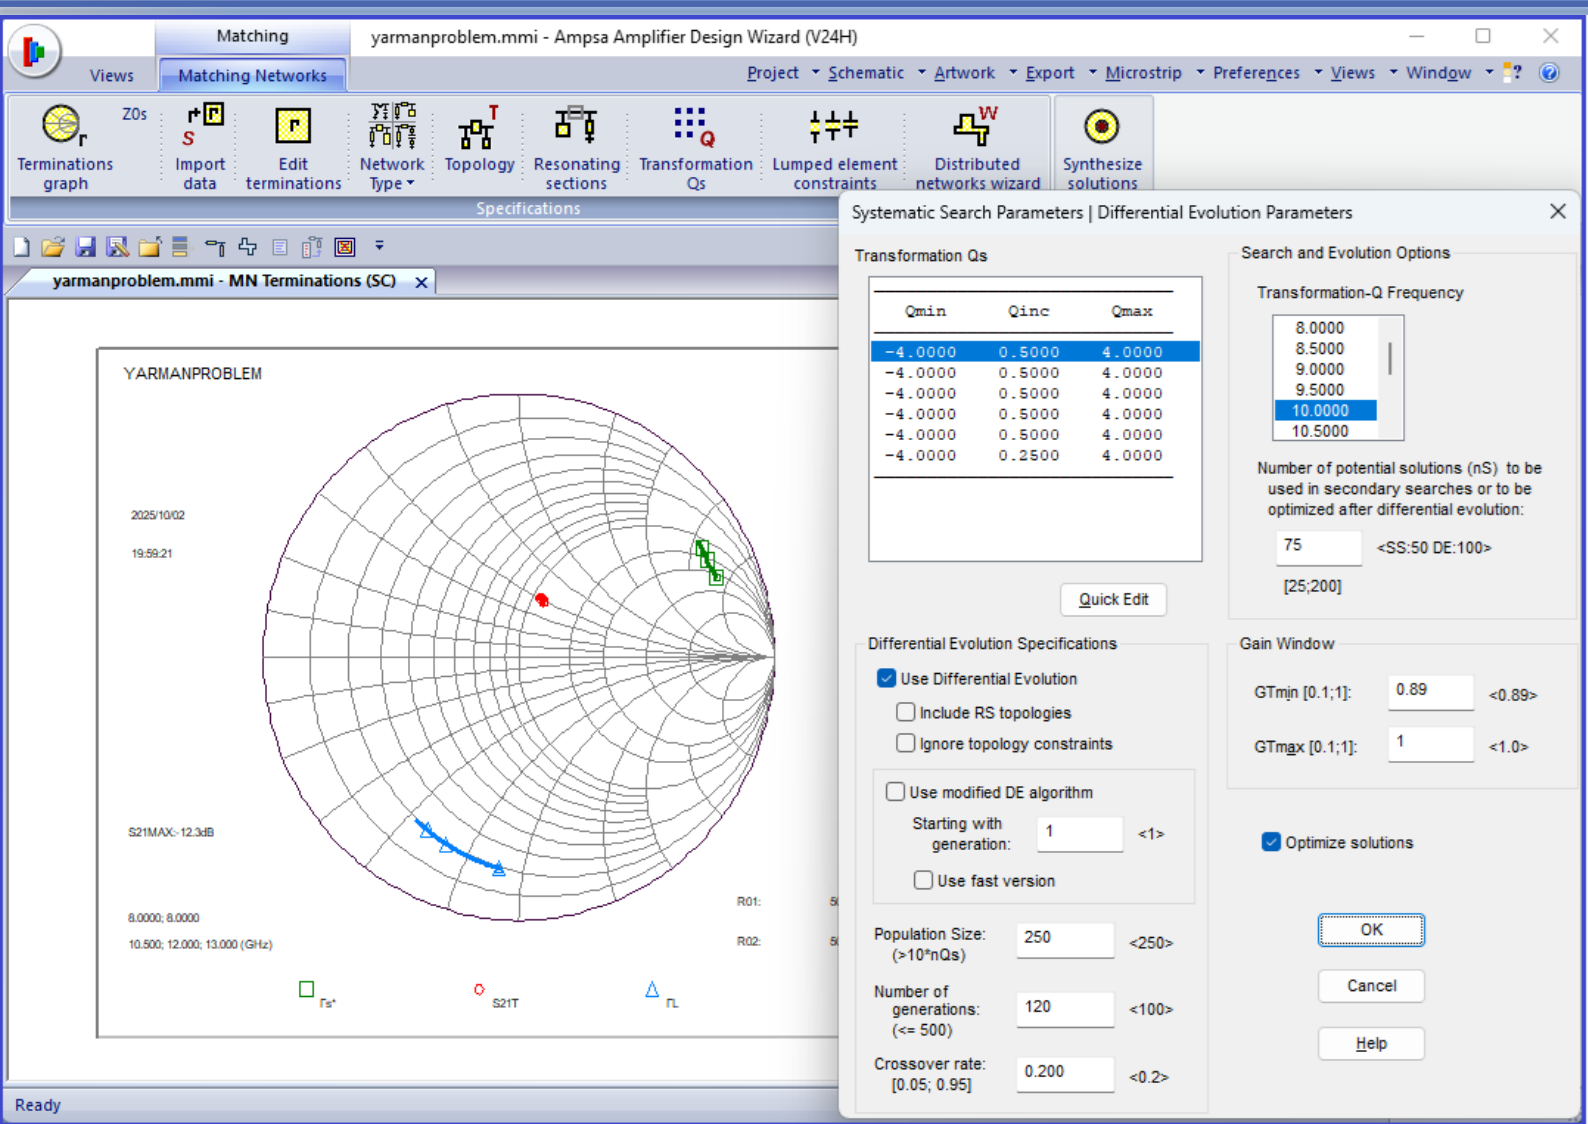 Matching
yarmanproblem.mmi - Ampsa Amplifier Design Wizard (V24H)
Views
Matching Networks
Project Schematic Artwork Export Microstrip Preferences Views Window ?
Terminations graph
Z0s
Import data
Edit terminations
Network Type
Topology
Resonating sections
Transformation Qs
Lumped element constraints
Distributed networks wizard
Synthesize solutions
Specifications
yarmanproblem.mmi - MN Terminations (SC)
YARMANPROBLEM
2025/10/02
19:59:21
S21MAX:-12.3dB
8.0000; 8.0000
10.500; 12.000; 13.000 (GHz)
R01:
R02:
Γs*
S21T
ΓL
Ready
Systematic Search Parameters | Differential Evolution Parameters
Transformation Qs
Qmin Qinc Qmax
-4.0000 0.5000 4.0000
-4.0000 0.5000 4.0000
-4.0000 0.5000 4.0000
-4.0000 0.5000 4.0000
-4.0000 0.5000 4.0000
-4.0000 0.2500 4.0000
Quick Edit
Search and Evolution Options
Transformation-Q Frequency
8.0000
8.5000
9.0000
9.5000
10.0000
10.5000
Number of potential solutions (nS) to be
used in secondary searches or to be
optimized after differential evolution:
75 <SS:50 DE:100>
[25;200]
Differential Evolution Specifications
Use Differential Evolution
Include RS topologies
Ignore topology constraints
Use modified DE algorithm
Starting with
generation: 1 <1>
Use fast version
Population Size:
(>10*nQs) 250 <250>
Number of
generations: 120 <100>
(<= 500)
Crossover rate: 0.200 <0.2>
[0.05; 0.95]
Gain Window
GTmin [0.1;1]: 0.89 <0.89>
GTmax [0.1;1]: 1 <1.0>
Optimize solutions
OK
Cancel
Help